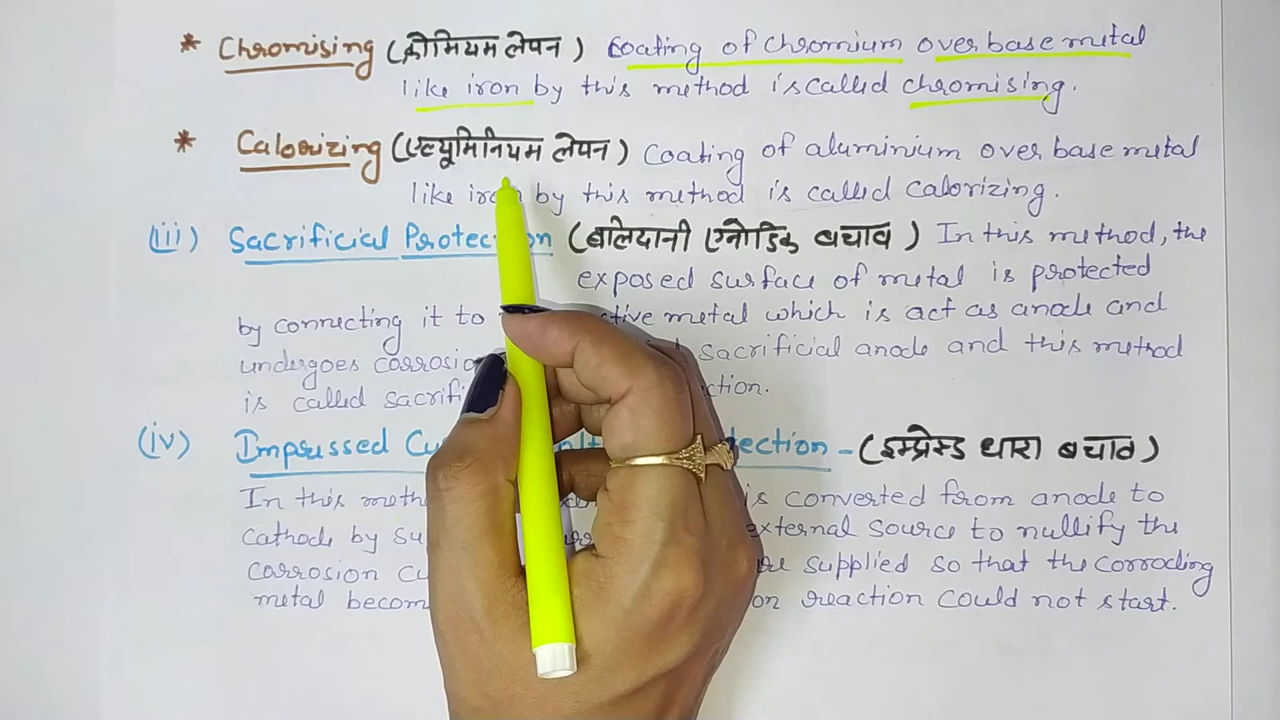 * Chromising (क्रोमियम लेपन) Coating of chromium over base metal
like iron by this method is called chromising.
* Calorizing (एल्यूमिनियम लेपन) Coating of aluminium over base metal
like iron by this method is called calorizing.
(iii) Sacrificial Protection (बलिदानी एनोडिक बचाव) In this method, the
exposed surface of metal is protected
by connecting it to metal which is act as anode and
undergoes sacrificial anode and this method
is called
(iv) Impressed - (इम्प्रेस्ड धारा बचाव)
In this is converted from anode to
cathode by external source to nullify the
corrosion supplied so that the corroding
metal reaction could not start.